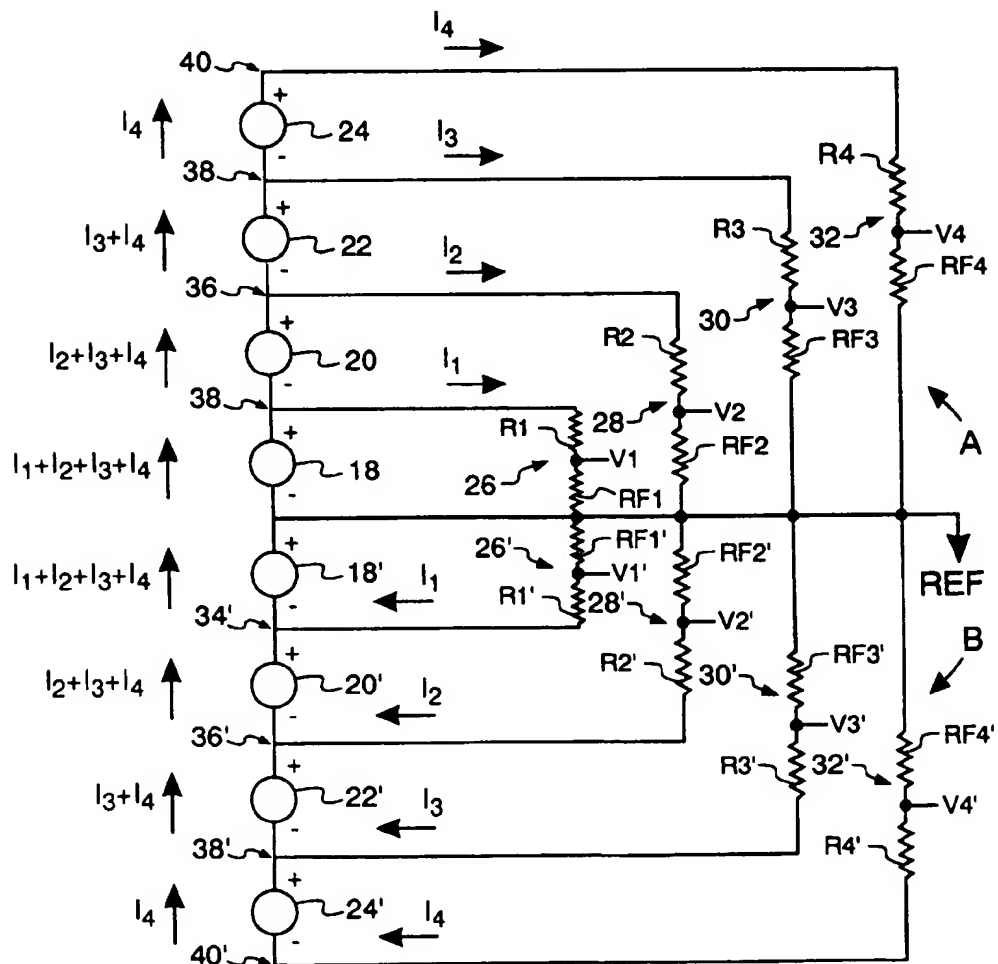 I4
40
+
I4
24
-
I3
38
+
I3+I4
22
-
I2
36
+
I2+I3+I4
20
-
I1
38
+
I1+I2+I3+I4
18
-
R4
32
V4
RF4
R3
30
V3
RF3
R2
28
V2
RF2
R1
26
V1
RF1
A
REF
+
I1+I2+I3+I4
18'
-
I1
34'
26'
RF1'
V1'
R1'
RF2'
28'
V2'
R2'
B
+
I2+I3+I4
20'
-
I2
36'
RF3'
30'
V3'
R3'
RF4'
32'
V4'
R4'
+
I3+I4
22'
-
I3
38'
+
I4
24'
-
I4
40'